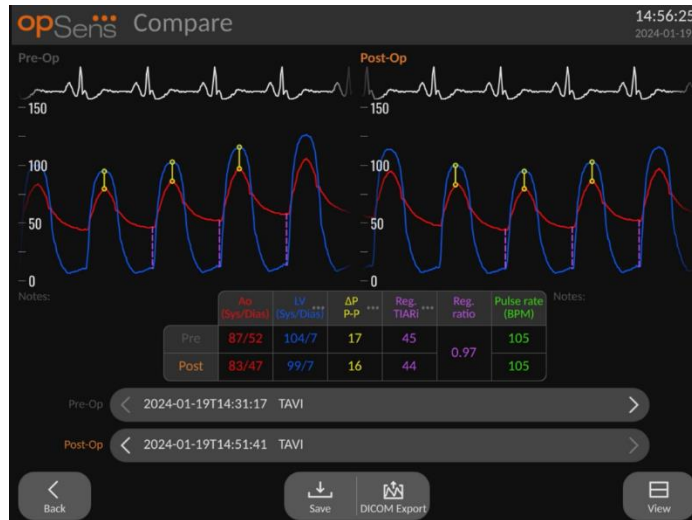 opSens Compare
14:56:25
2024-01-19
Pre-Op
Post-Op
150
100
50
0
150
100
50
0
Notes:
Notes:
Ao (Sys/Dias) LV (Sys/Dias) ΔP P-P Reg. TIARi Reg. ratio Pulse rate (BPM)
Pre 87/52 104/7 17 45 0.97 105
Post 83/47 99/7 16 44 105
Pre-Op 2024-01-19T14:31:17 TAVI
Post-Op 2024-01-19T14:51:41 TAVI
Back
Save
DICOM Export
View